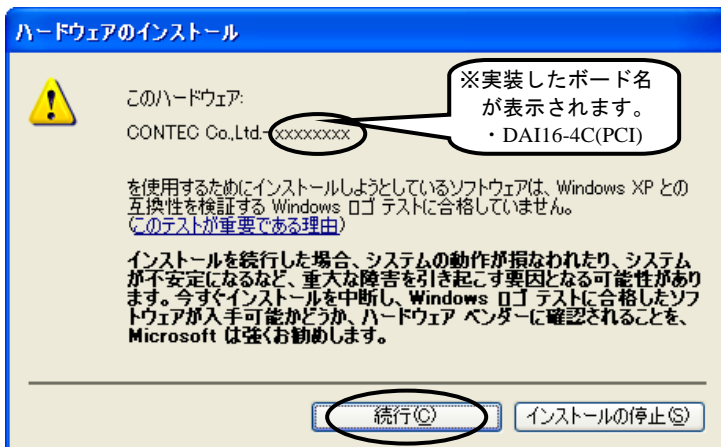 ハードウェアのインストール
※実装したボード名
が表示されます。
・DAI16-4C(PCI)
このハードウェア:
CONTEC Co.,Ltd.-xxxxxxxx
を使用するためにインストールしようとしているソフトウェアは、Windows XP との
互換性を検証する Windows ロゴ テストに合格していません。
(このテストが重要である理由)
インストールを続行した場合、システムの動作が損なわれたり、システム
が不安定になるなど、重大な障害を引き起こす要因となる可能性があり
ます。今すぐインストールを中断し、Windows ロゴ テストに合格したソフ
トウェアが入手可能かどうか、ハードウェア ベンダーに確認されることを、
Microsoft は強くお勧めします。
続行(C)
インストールの停止(S)